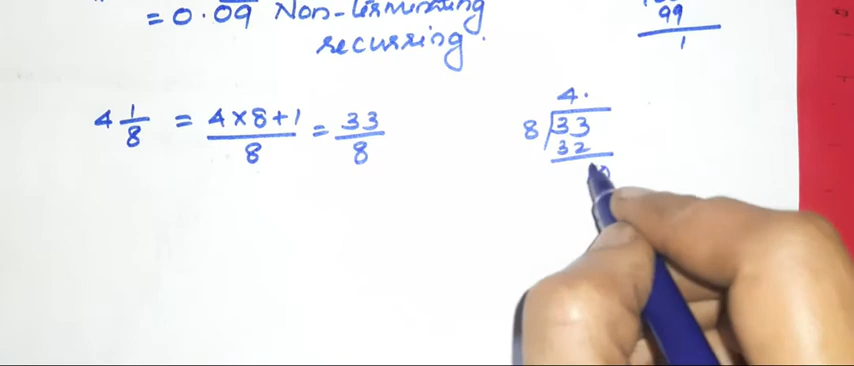 = 0.09̅ Non-terminating
recurring.
99
1
4 1/8 = (4×8+1)/8 = 33/8
4.
8 33
32